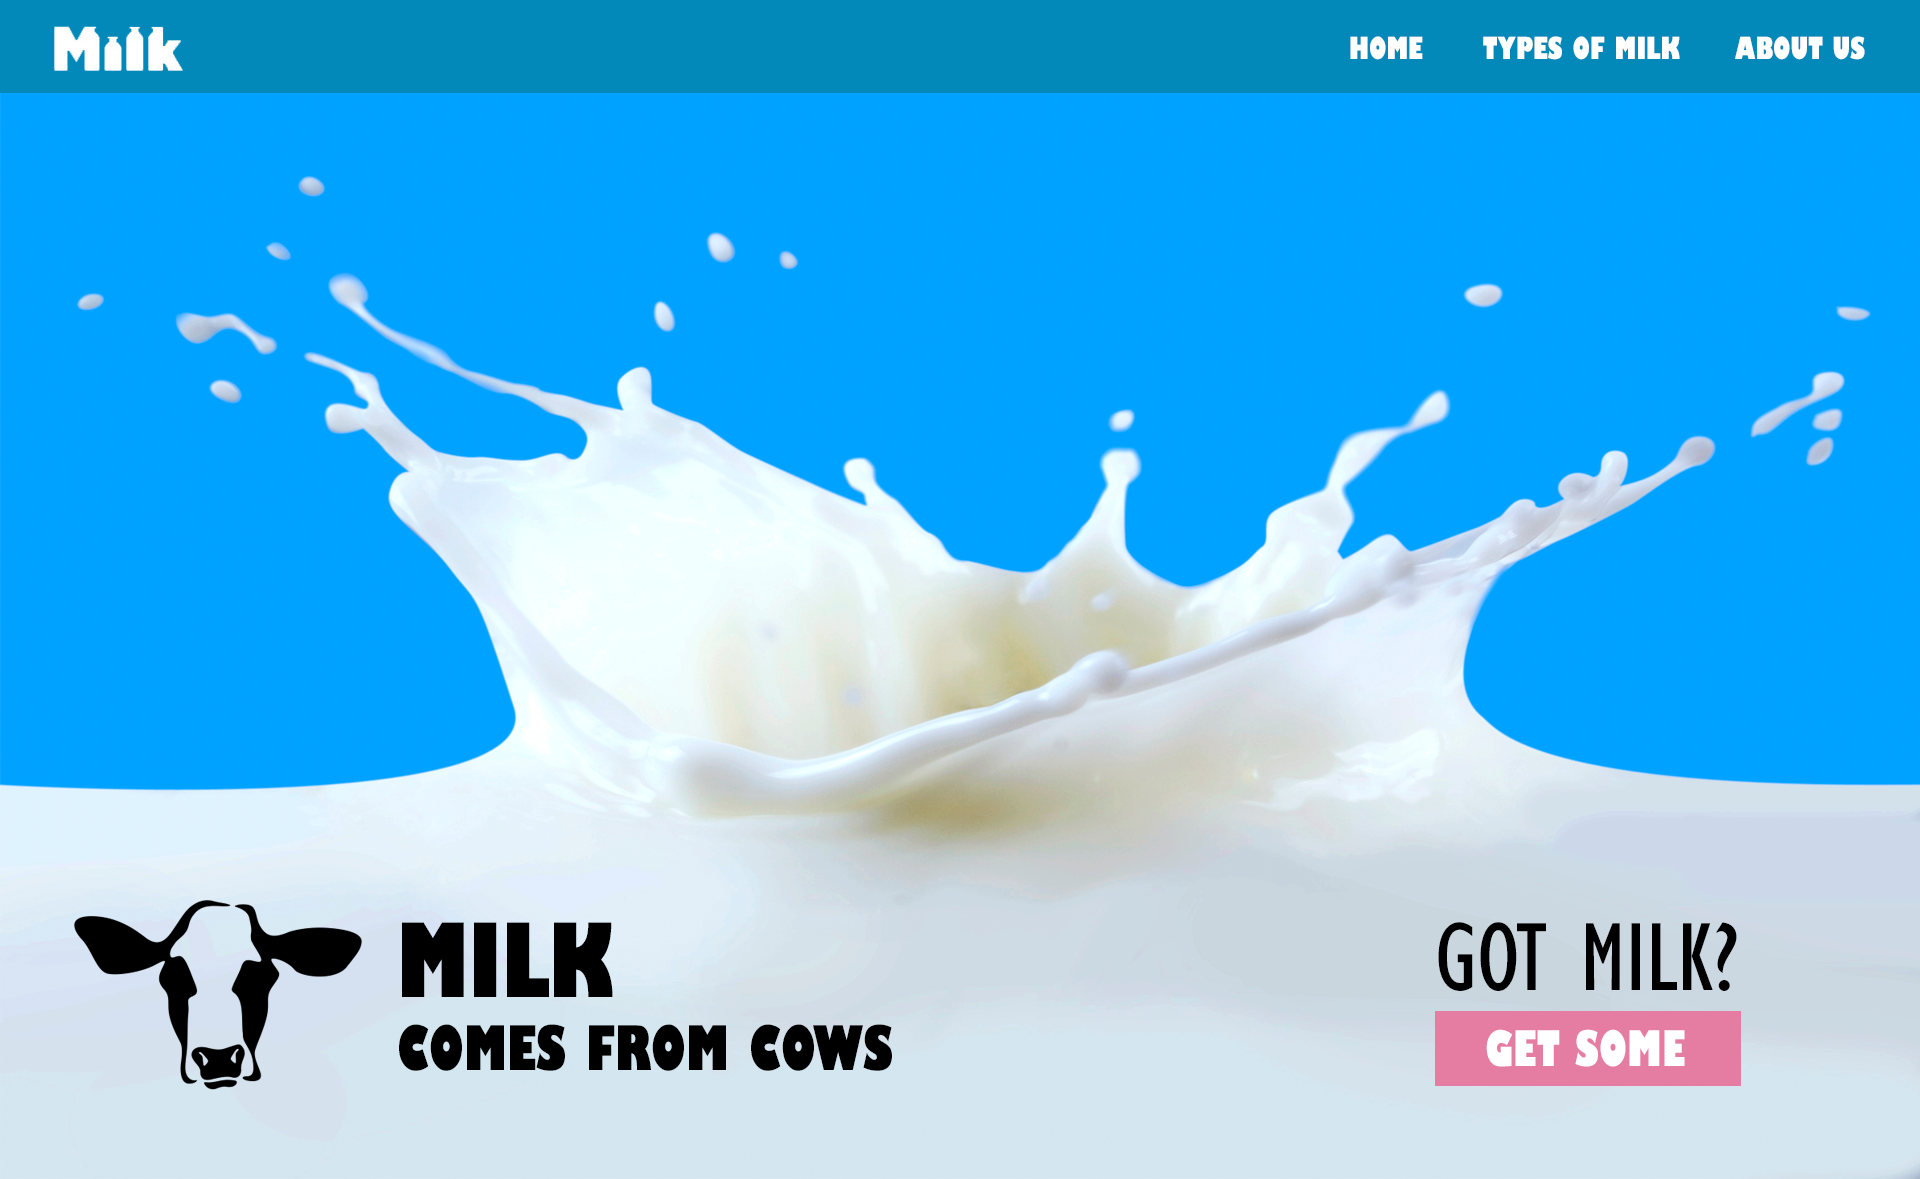 Milk
HOME TYPES OF MILK ABOUT US
MILK
COMES FROM COWS
GOT MILK?
GET SOME